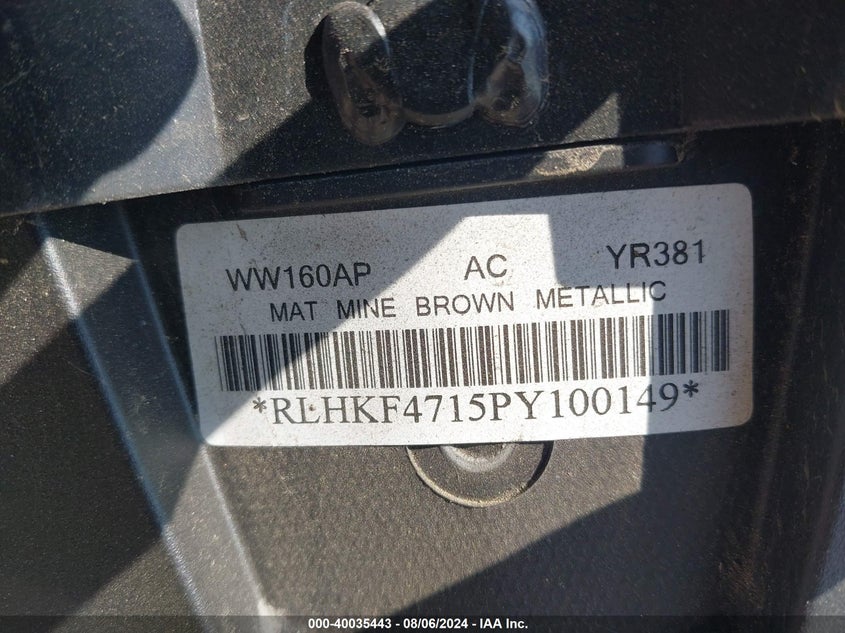 WW160AP AC YR381
MAT MINE BROWN METALLIC
*RLHKF4715PY100149*
000-40035443 - 08/06/2024 - IAA Inc.